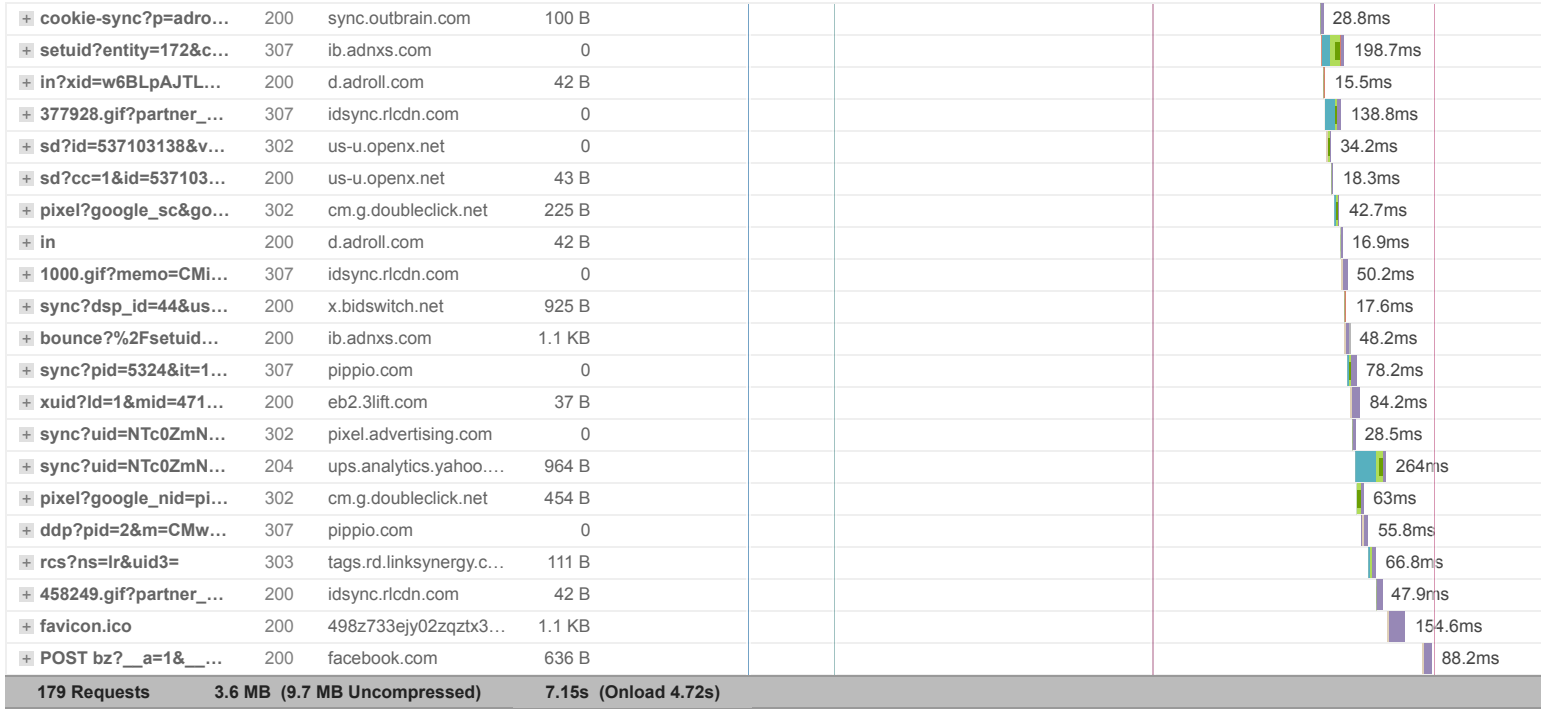 cookie-sync?p=adro… 200 sync.outbrain.com 100 B 28.8ms
setuid?entity=172&c… 307 ib.adnxs.com 0 198.7ms
in?xid=w6BLpAJTL… 200 d.adroll.com 42 B 15.5ms
377928.gif?partner_… 307 idsync.rlcdn.com 0 138.8ms
sd?id=537103138&v… 302 us-u.openx.net 0 34.2ms
sd?cc=1&id=537103… 200 us-u.openx.net 43 B 18.3ms
pixel?google_sc&go… 302 cm.g.doubleclick.net 225 B 42.7ms
in 200 d.adroll.com 42 B 16.9ms
1000.gif?memo=CMi… 307 idsync.rlcdn.com 0 50.2ms
sync?dsp_id=44&us… 200 x.bidswitch.net 925 B 17.6ms
bounce?%2Fsetuid… 200 ib.adnxs.com 1.1 KB 48.2ms
sync?pid=5324&it=1… 307 pippio.com 0 78.2ms
xuid?ld=1&mid=471… 200 eb2.3lift.com 37 B 84.2ms
sync?uid=NTc0ZmN… 302 pixel.advertising.com 0 28.5ms
sync?uid=NTc0ZmN… 204 ups.analytics.yahoo.… 964 B 264ms
pixel?google_nid=pi… 302 cm.g.doubleclick.net 454 B 63ms
ddp?pid=2&m=CMw… 307 pippio.com 0 55.8ms
rcs?ns=lr&uid3= 303 tags.rd.linksynergy.c… 111 B 66.8ms
458249.gif?partner_… 200 idsync.rlcdn.com 42 B 47.9ms
favicon.ico 200 498z733ejy02zqztx3… 1.1 KB 154.6ms
POST bz?__a=1&__… 200 facebook.com 636 B 88.2ms
179 Requests 3.6 MB (9.7 MB Uncompressed) 7.15s (Onload 4.72s)